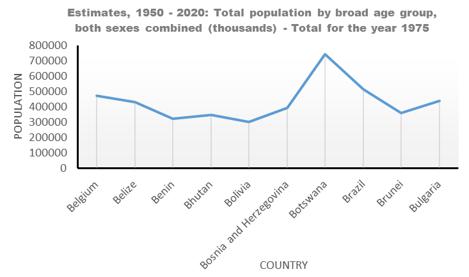 Estimates, 1950 - 2020: Total population by broad age group,
both sexes combined (thousands) - Total for the year 1975
800000
700000
600000
500000
400000
300000
200000
100000
0
POPULATION
Belgium
Belize
Benin
Bhutan
Bolivia
Bosnia and Herzegovina
Botswana
Brazil
Brunei
Bulgaria
COUNTRY